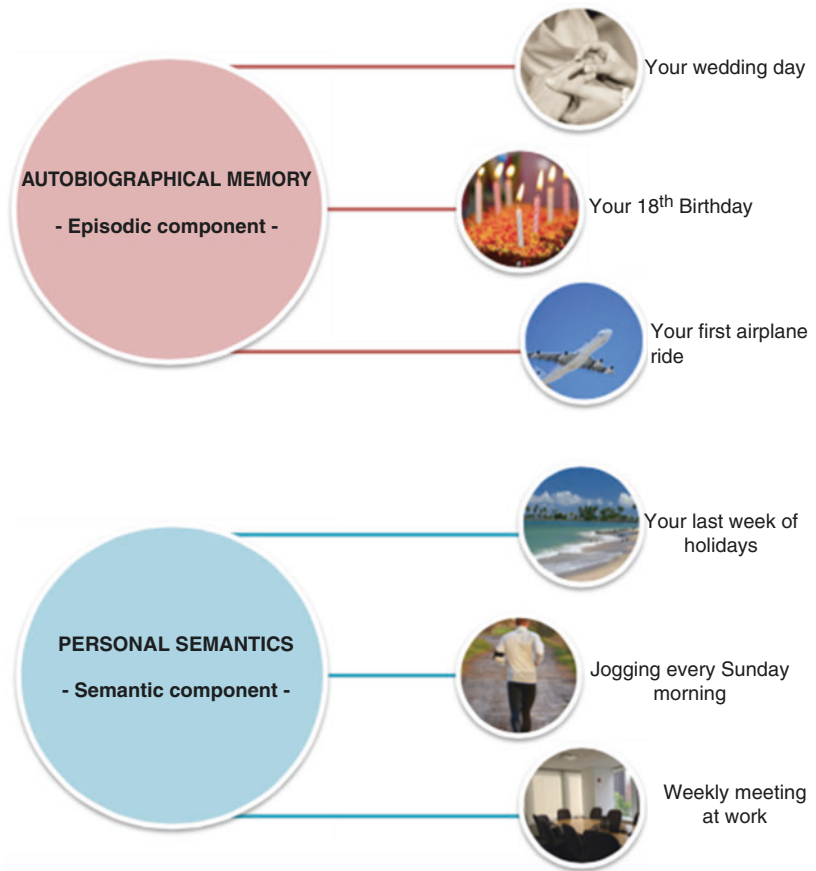 AUTOBIOGRAPHICAL MEMORY
- Episodic component -
Your wedding day
Your 18th Birthday
Your first airplane
ride
PERSONAL SEMANTICS
- Semantic component -
Your last week of
holidays
Jogging every Sunday
morning
Weekly meeting
at work